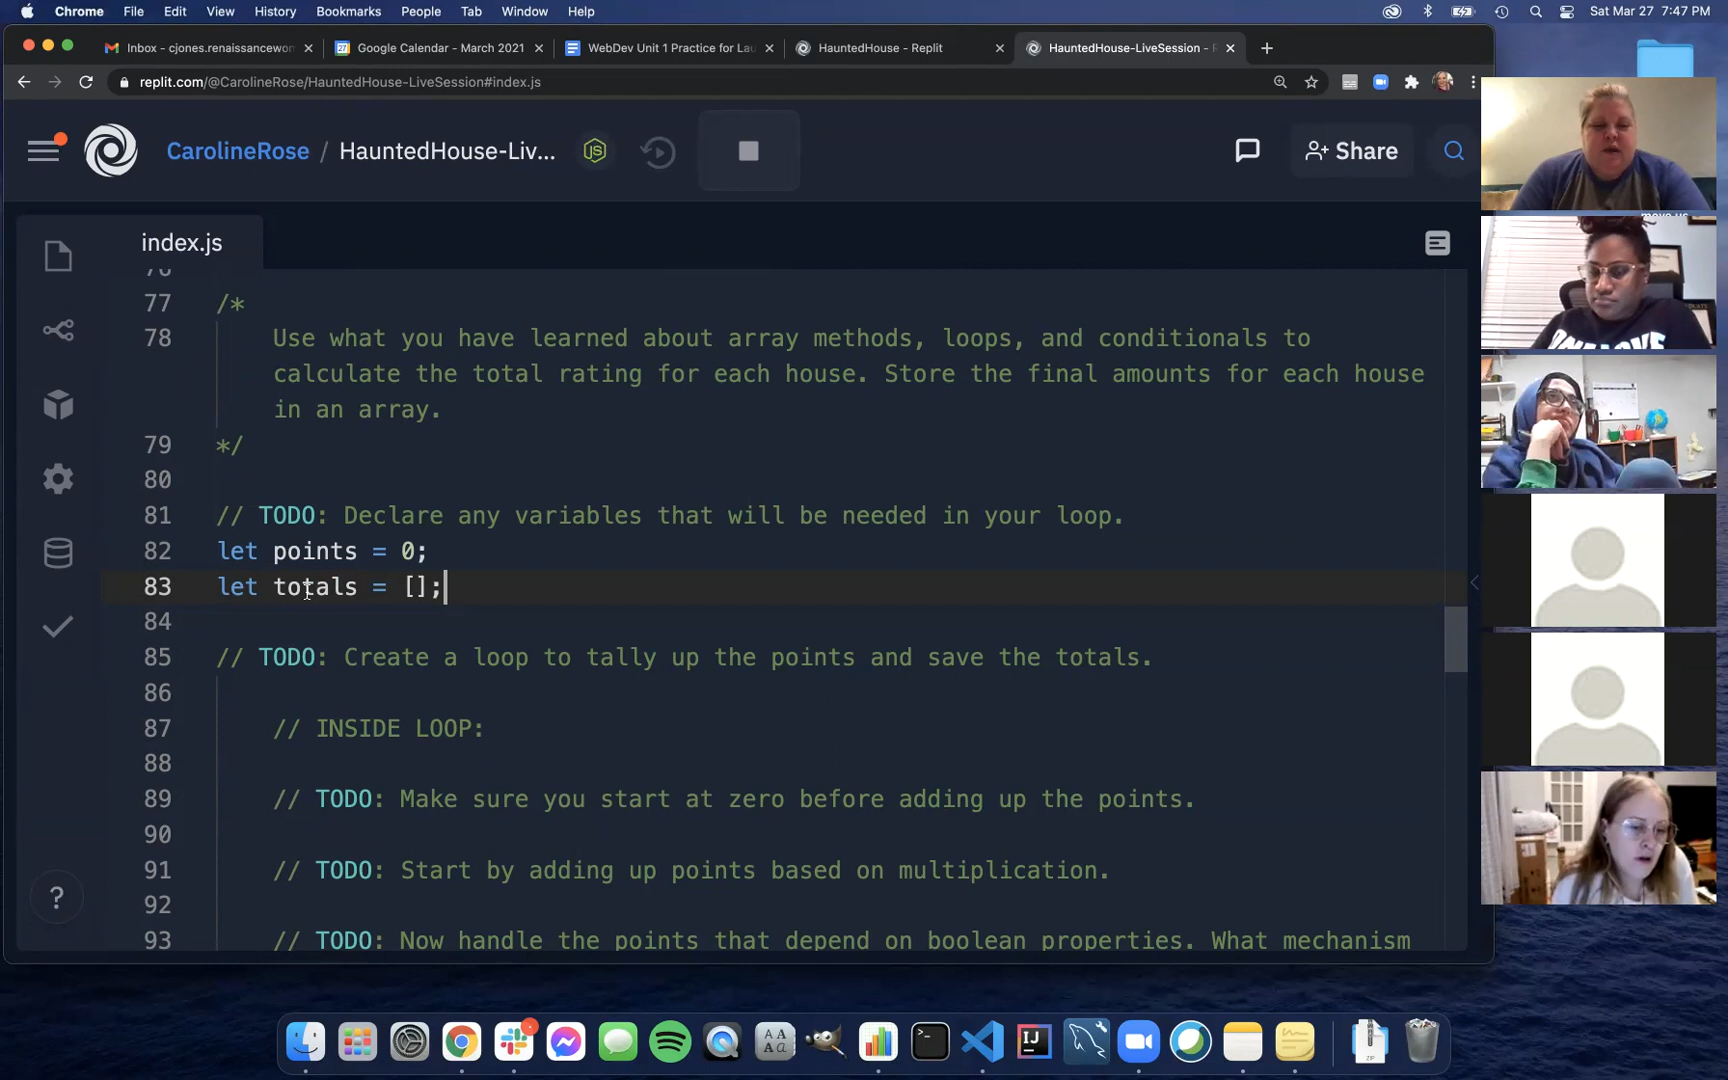 Chrome File Edit View History Bookmarks People Tab Window Help Sat Mar 27 7:47 PM
Inbox - cjones.renaissancewon Google Calendar - March 2021 WebDev Unit 1 Practice for Lau HauntedHouse - Replit HauntedHouse-LiveSession - R
replit.com/@CarolineRose/HauntedHouse-LiveSession#index.js
CarolineRose / HauntedHouse-Liv... JS Share
index.js
76
77 /*
78 Use what you have learned about array methods, loops, and conditionals to
calculate the total rating for each house. Store the final amounts for each house
in an array.
79 */
80
81 // TODO: Declare any variables that will be needed in your loop.
82 let points = 0;
83 let totals = [];
84
85 // TODO: Create a loop to tally up the points and save the totals.
86
87 // INSIDE LOOP:
88
89 // TODO: Make sure you start at zero before adding up the points.
90
91 // TODO: Start by adding up points based on multiplication.
92
93 // TODO: Now handle the points that depend on boolean properties. What mechanism
?
AA
AA
IJ
ZIP